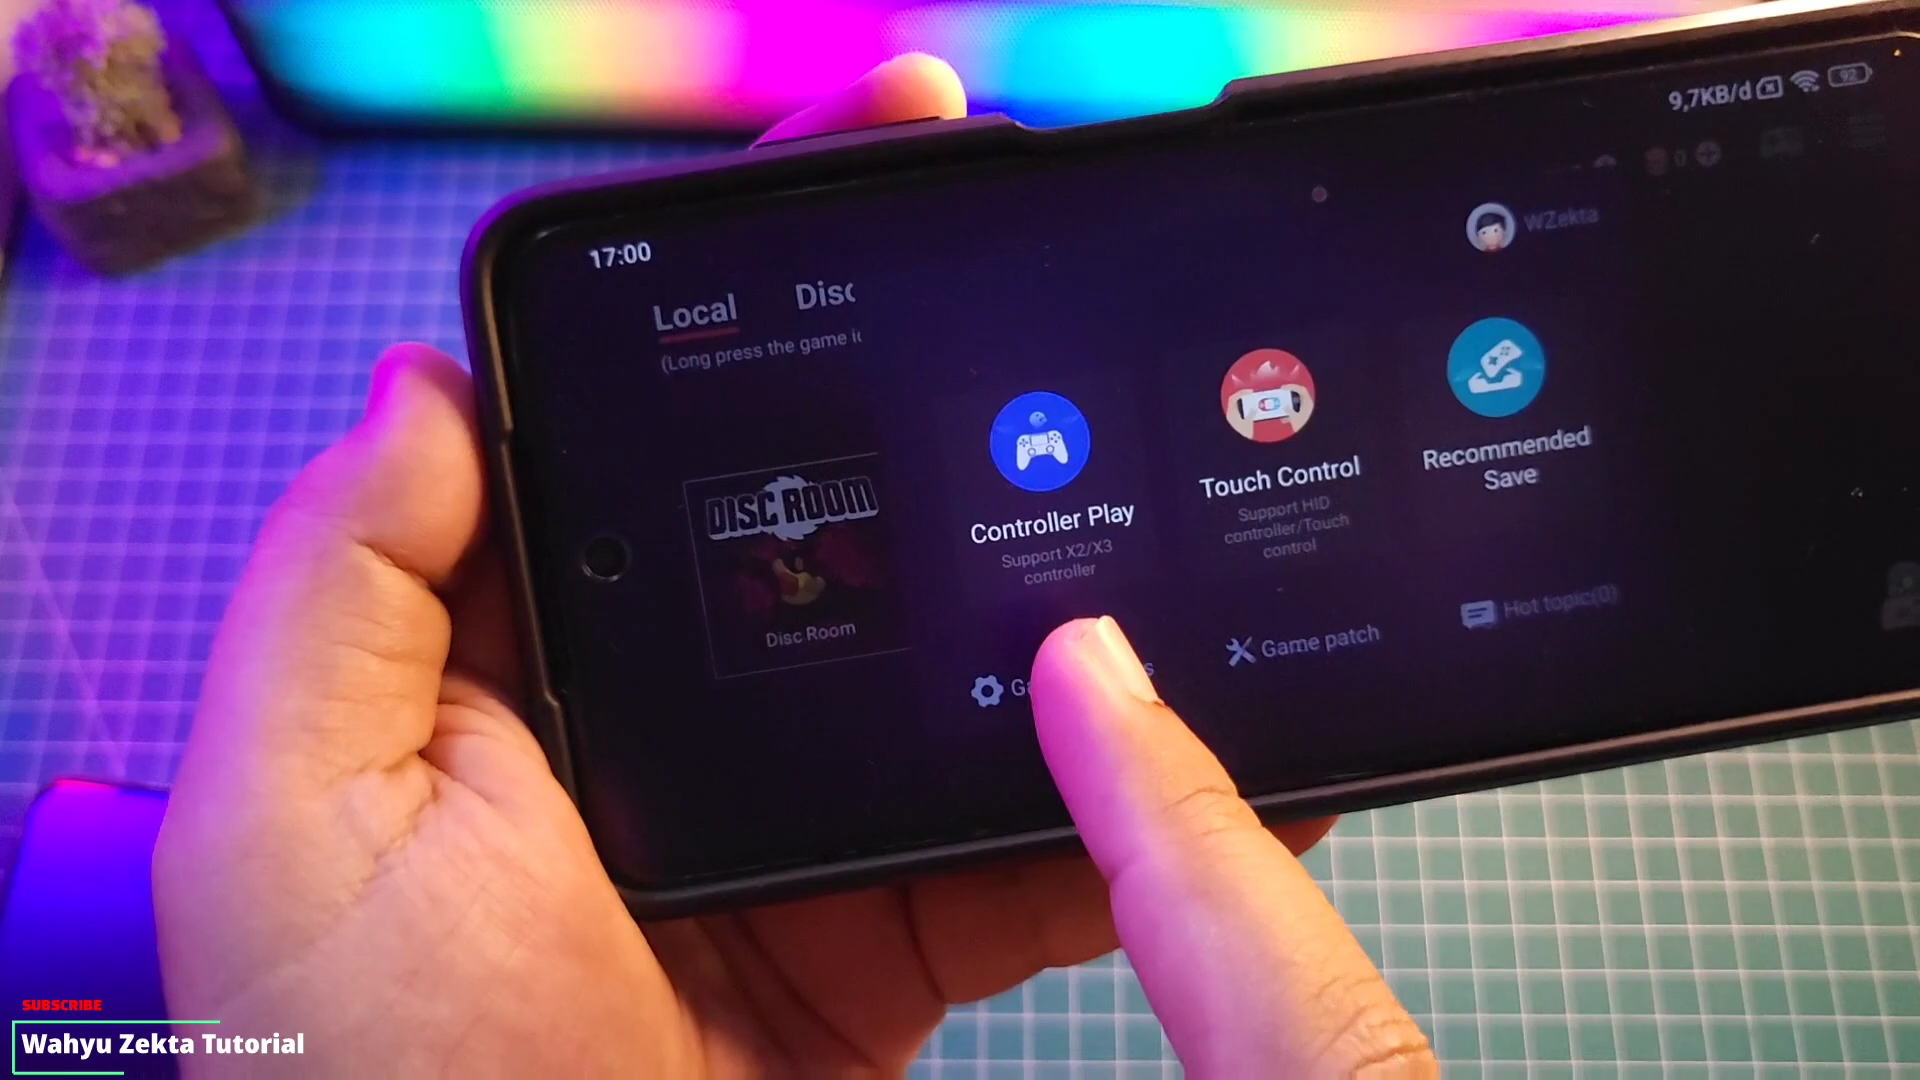 9,7KB/d
92
0
17:00
WZekta
Local
Disc
(Long press the game
DISC ROOM
Disc Room
Controller Play
Support X2/X3
controller
Touch Control
Support HID
controller/Touch
control
Recommended
Save
Game patch
Hot topic(0)
SUBSCRIBE
Wahyu Zekta Tutorial